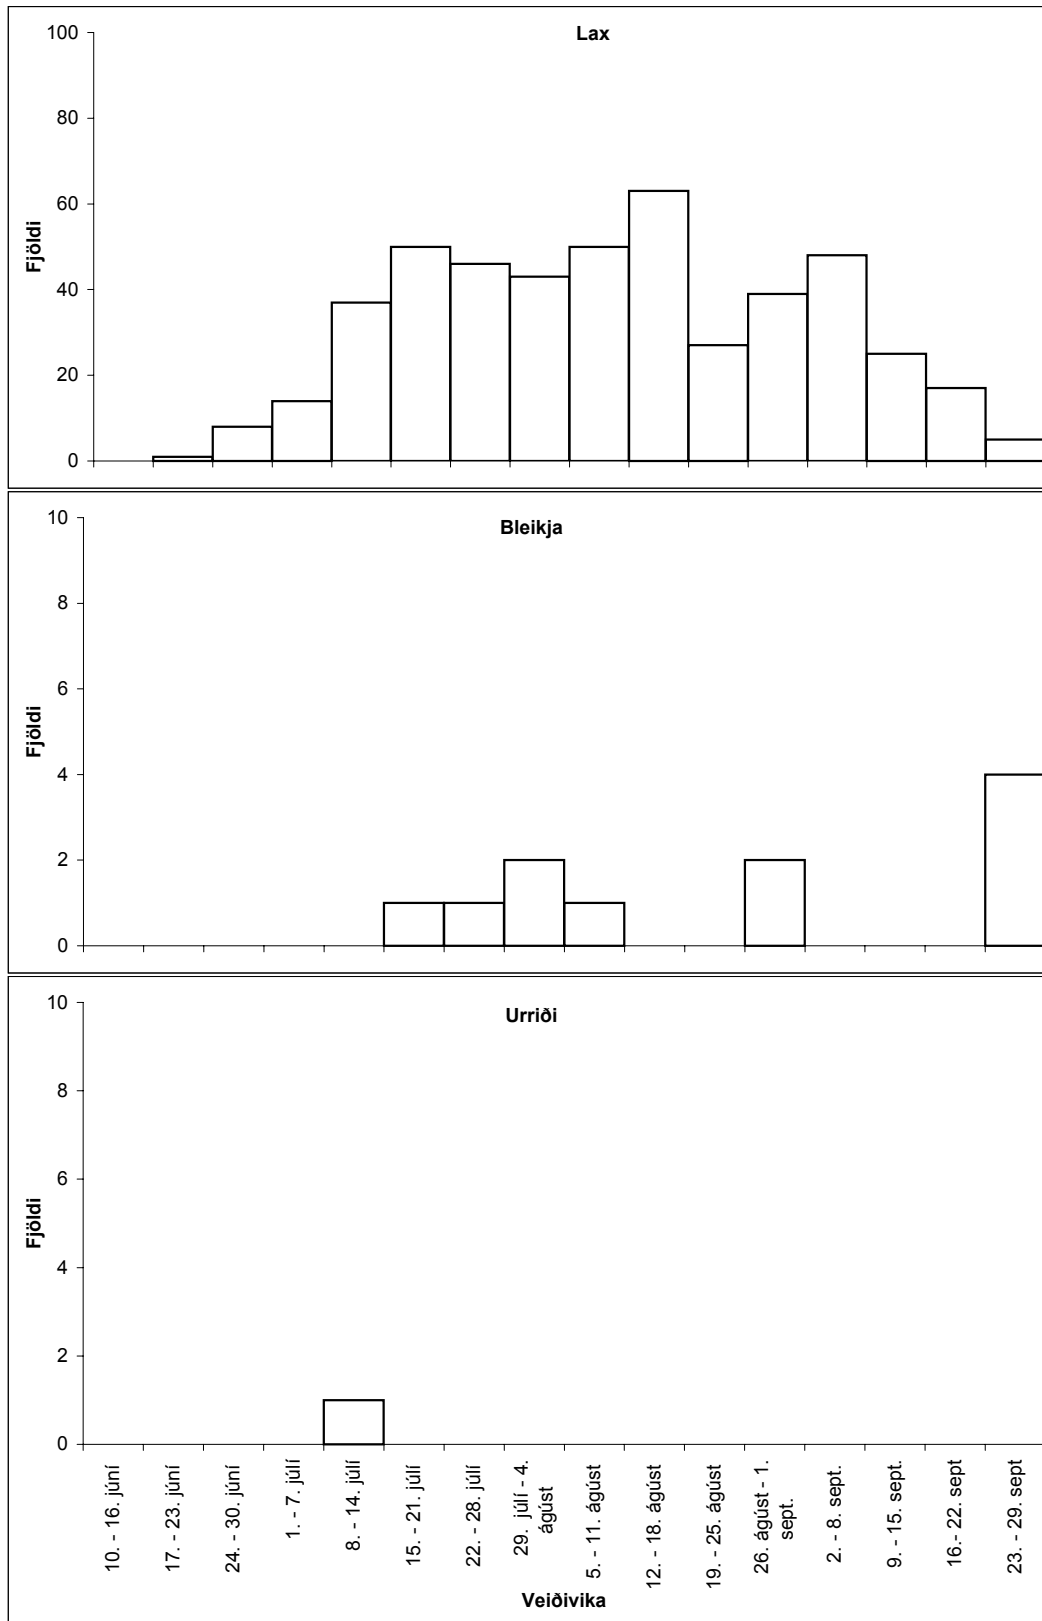 Lax
100
80
60
40
20
0
Fjöldi
Bleikja
10
8
6
4
2
0
Fjöldi
Urriði
10
8
6
4
2
0
Fjöldi
10. - 16. júní
17. - 23. júní
24. - 30. júní
1. - 7. júlí
8. - 14. júlí
15. - 21. júlí
22. - 28. júlí
29. júlí - 4.
ágúst
5. - 11. ágúst
12. - 18. ágúst
19. - 25. ágúst
26. ágúst - 1.
sept.
2. - 8. sept.
9. - 15. sept.
16.- 22. sept
23. - 29. sept
Veiðivika